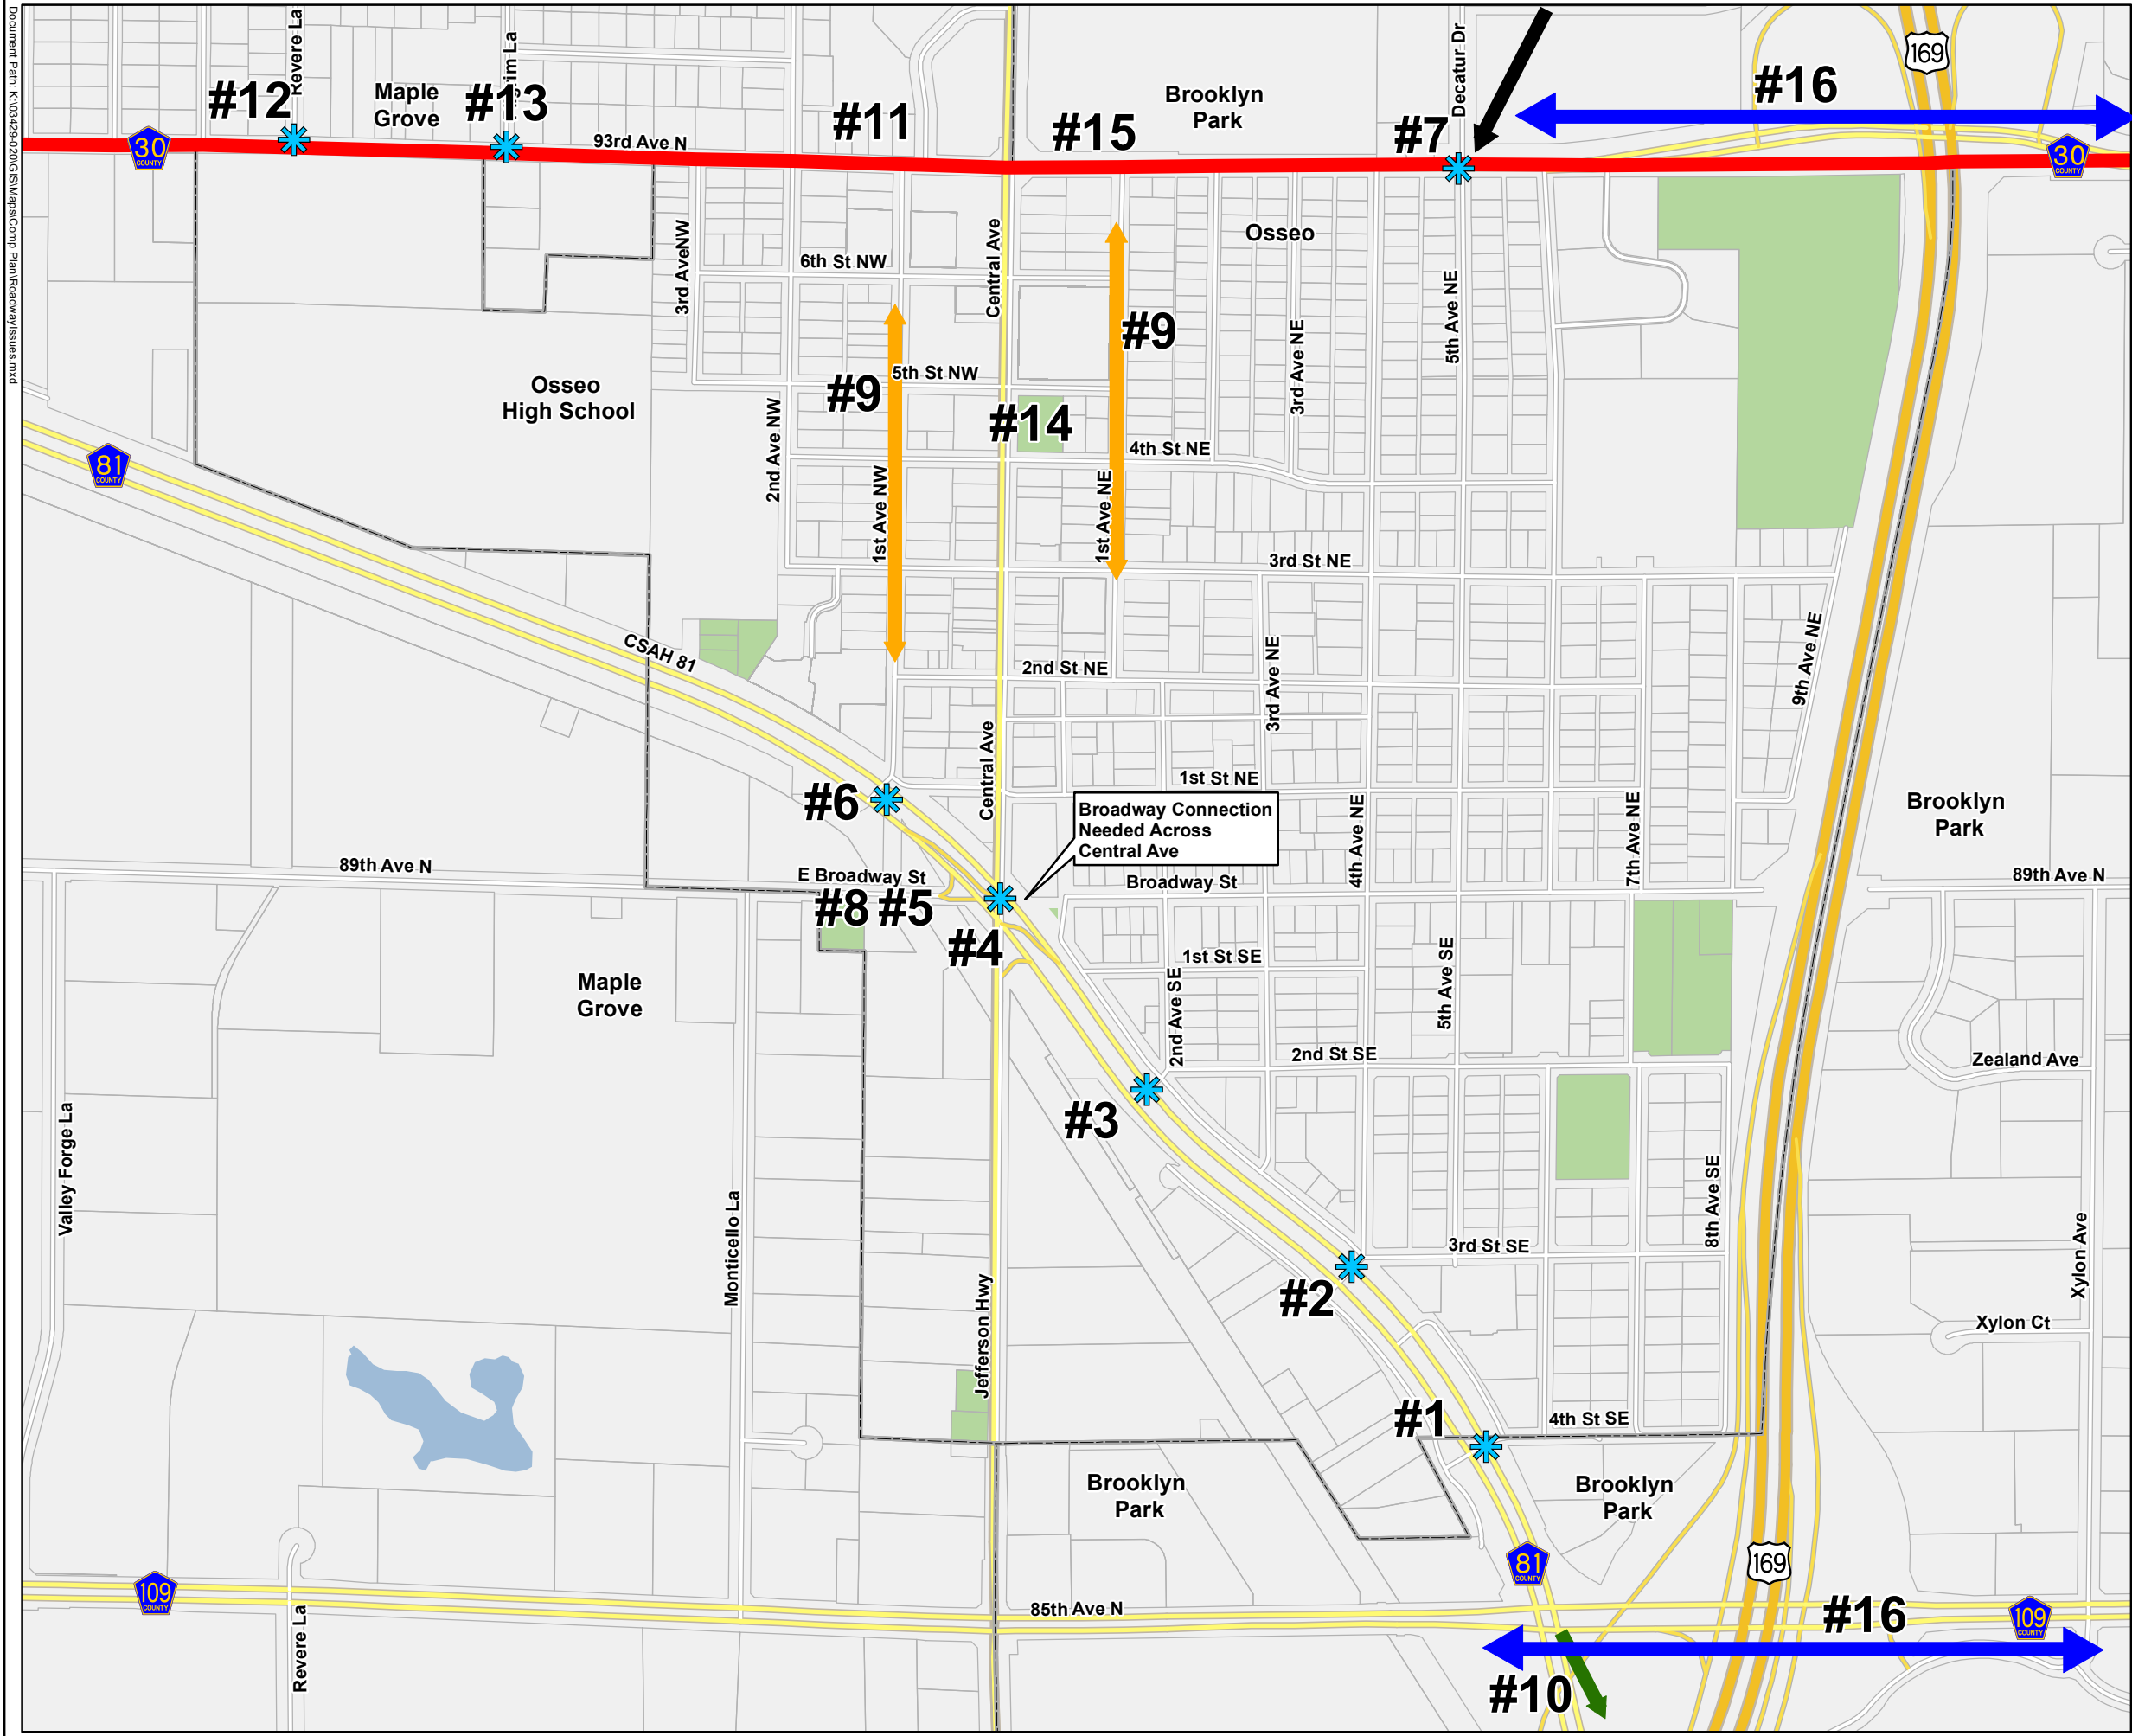 Document Path: K:\03429-020\GIS\Maps\Comp Plan\RoadwayIssues.mxd
Revere La
#12
Maple
Grove
#13
#11
Brooklyn
Park
#15
Decatur Dr
#7
#16
169
30
COUNTY
93rd Ave N
30
COUNTY
3rd AveNW
6th St NW
Central Ave
Osseo
5th Ave NE
#9
#9
5th St NW
3rd Ave NE
Osseo
High School
#14
2nd Ave NW
4th St NE
81
COUNTY
1st Ave NW
1st Ave NE
3rd St NE
CSAH 81
2nd St NE
3rd Ave NE
9th Ave NE
Central Ave
1st St NE
#6
Broadway Connection
Needed Across
Central Ave
4th Ave NE
7th Ave NE
Brooklyn
Park
89th Ave N
E Broadway St
Broadway St
89th Ave N
#8
#5
#4
1st St SE
5th Ave SE
Maple
Grove
2nd Ave SE
2nd St SE
Zealand Ave
#3
Valley Forge La
Monticello La
8th Ave SE
Xylon Ave
3rd St SE
#2
Jefferson Hwy
Xylon Ct
#1
4th St SE
Brooklyn
Park
Brooklyn
Park
81
COUNTY
169
109
COUNTY
Revere La
85th Ave N
#16
109
COUNTY
#10